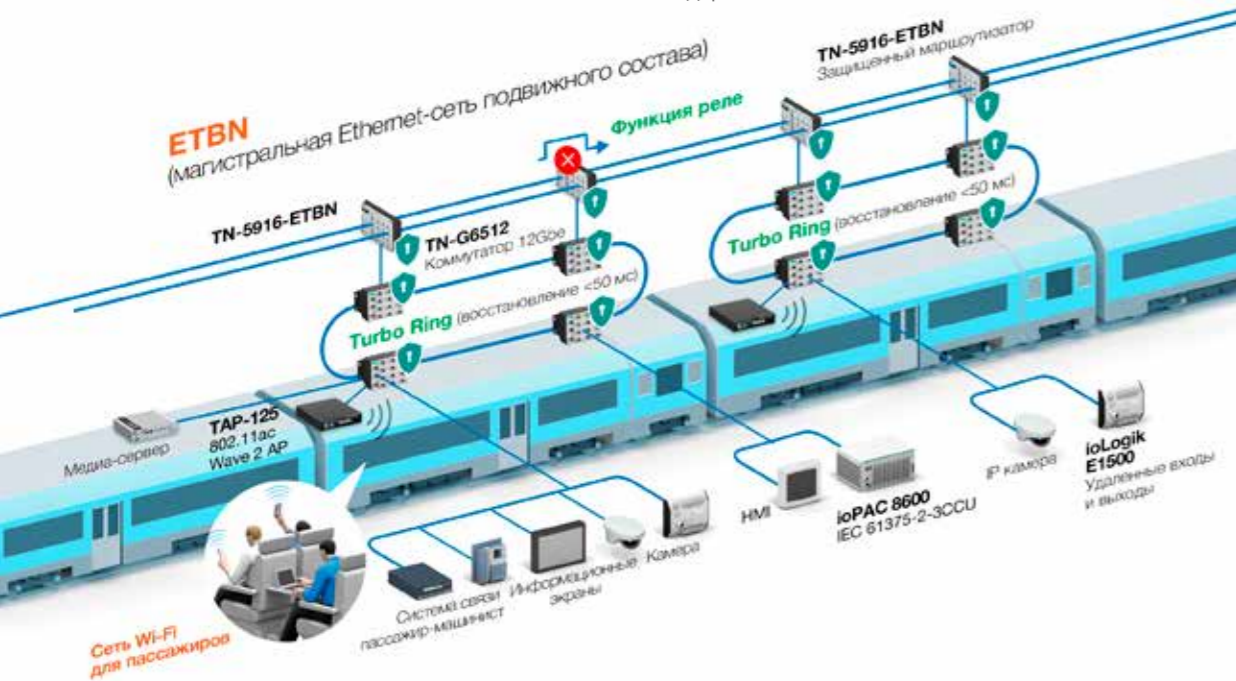 ETBN
(магистральная Ethernet-сеть подвижного состава)
TN-5916-ETBN
Защищенный маршрутизатор
Функция реле
TN-5916-ETBN
TN-G6512
Коммутатор 12Gbe
Turbo Ring (восстановление <50 мс)
Turbo Ring (восстановление <50 мс)
Медиа-сервер
TAP-125
802.11ac
Wave 2 AP
Сеть Wi-Fi
для пассажиров
Система связи
пассажир-машинист
Информационные
экраны
Камера
HMI
ioPAC 8600
IEC 61375-2-3CCU
IP камера
ioLogik
E1500
Удаленные входы
и выходы